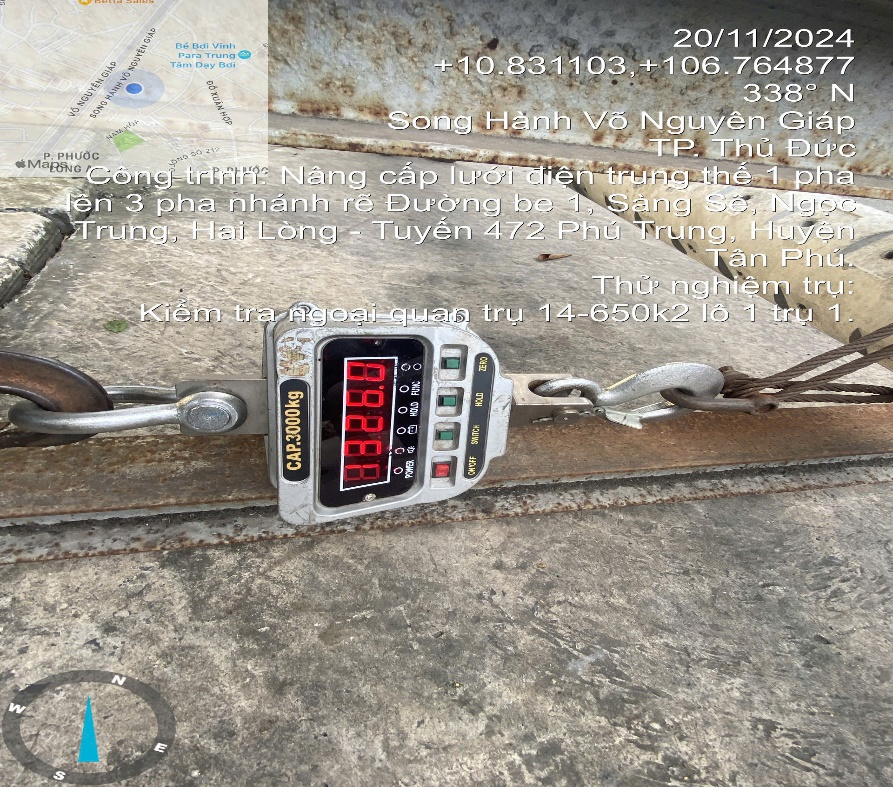 Betta Sales
Bể Bơi Vinh
Para Trung
Tâm Dạy Bơi
VÕ NGUYÊN GIÁP
SONG HÀNH VÕ NGUYÊN GIÁP
ĐỖ XUÂN HỢP
NAM HÒA
P. PHƯỚC
LONG
Maps
20/11/2024
+10.831103,+106.764877
338° N
Song Hành Võ Nguyên Giáp
TP. Thủ Đức
Công trình: Nâng cấp lưới điện trung thế 1 pha
lên 3 pha nhánh rẽ Đường be 1, Sáng Sế, Ngọc
Trung, Hai Lòng - Tuyến 472 Phú Trung, Huyện
Tân Phú.
Thử nghiệm trụ:
Kiểm tra ngoại quan trụ 14-650k2 lô 1 trụ 1.
CAP.3000kg
POWER
HOLD
FUNC
ON/OFF
SWITCH
HOLD
ZERO
N
W
E
S